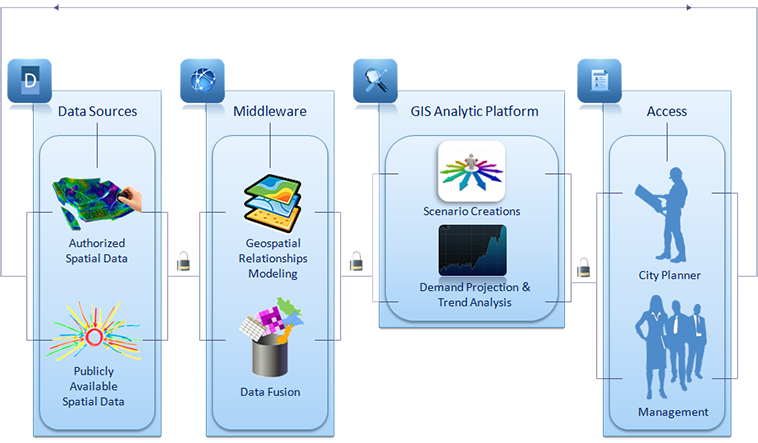 D
Data Sources
Middleware
GIS Analytic Platform
Access
Authorized
Spatial Data
Publicly
Available
Spatial Data
Geospatial
Relationships
Modeling
Data Fusion
Scenario Creations
Demand Projection &
Trend Analysis
City Planner
Management